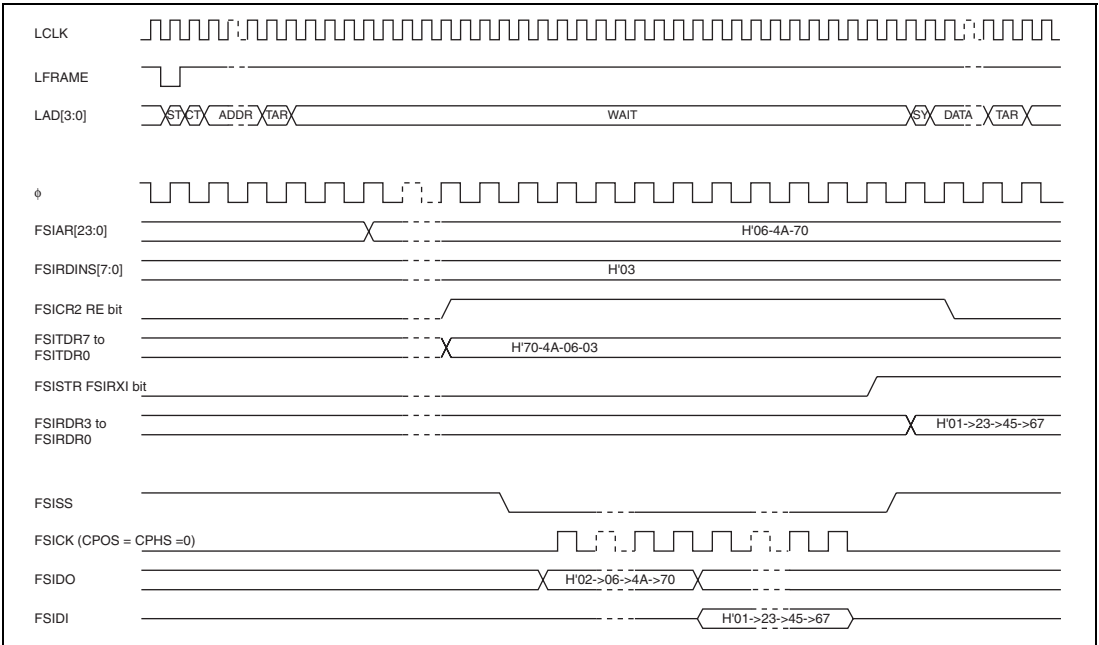 LCLK
LFRAME
LAD[3:0] ST CT ADDR TAR WAIT SY DATA TAR
ϕ
FSIAR[23:0] H'06-4A-70
FSIRDINS[7:0] H'03
FSICR2 RE bit
FSITDR7 to
FSITDR0
H'70-4A-06-03
FSISTR FSIRXI bit
FSIRDR3 to
FSIRDR0
H'01->23->45->67
FSISS
FSICK (CPOS = CPHS =0)
FSIDO H'02->06->4A->70
FSIDI H'01->23->45->67